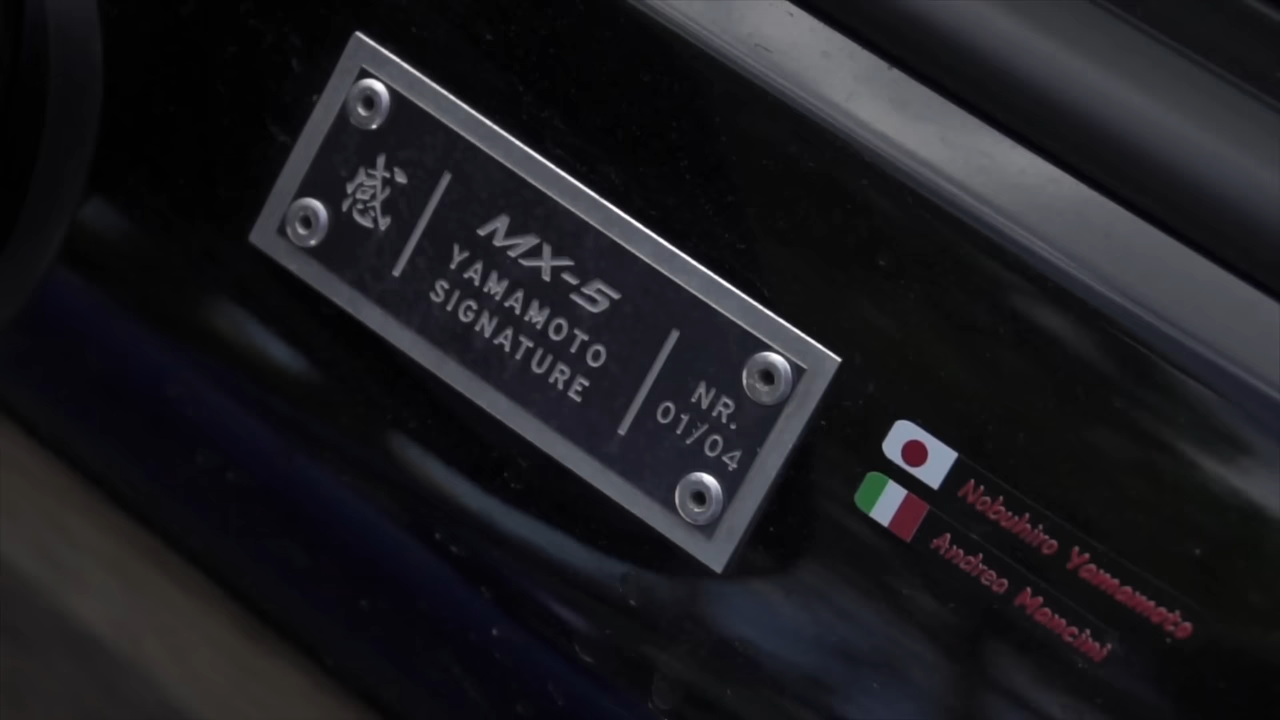 感
MX-5
YAMAMOTO
SIGNATURE
NR.
01/04
Nobuhiro Yamamoto
Andrea Mancini